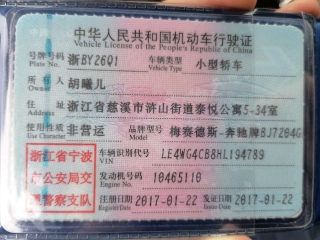 中华人民共和国机动车行驶证
Vehicle License of the People's Republic of China
号牌号码 浙BY26Q1 车辆类型 小型轿车
Plate No. Vehicle Type
所有人 胡曦儿
住址 浙江省慈溪市浒山街道泰悦公寓5-34室
使用性质 非营运 品牌型号 梅赛德斯-奔驰牌BJ7204G
浙江省宁波市公安局交通警察支队
车辆识别代号 LE4WG4CB8HL194789
VIN
发动机号码 10465110
Engine No.
注册日期 2017-01-22 发证日期 2017-01-22
Register Date Issue Date